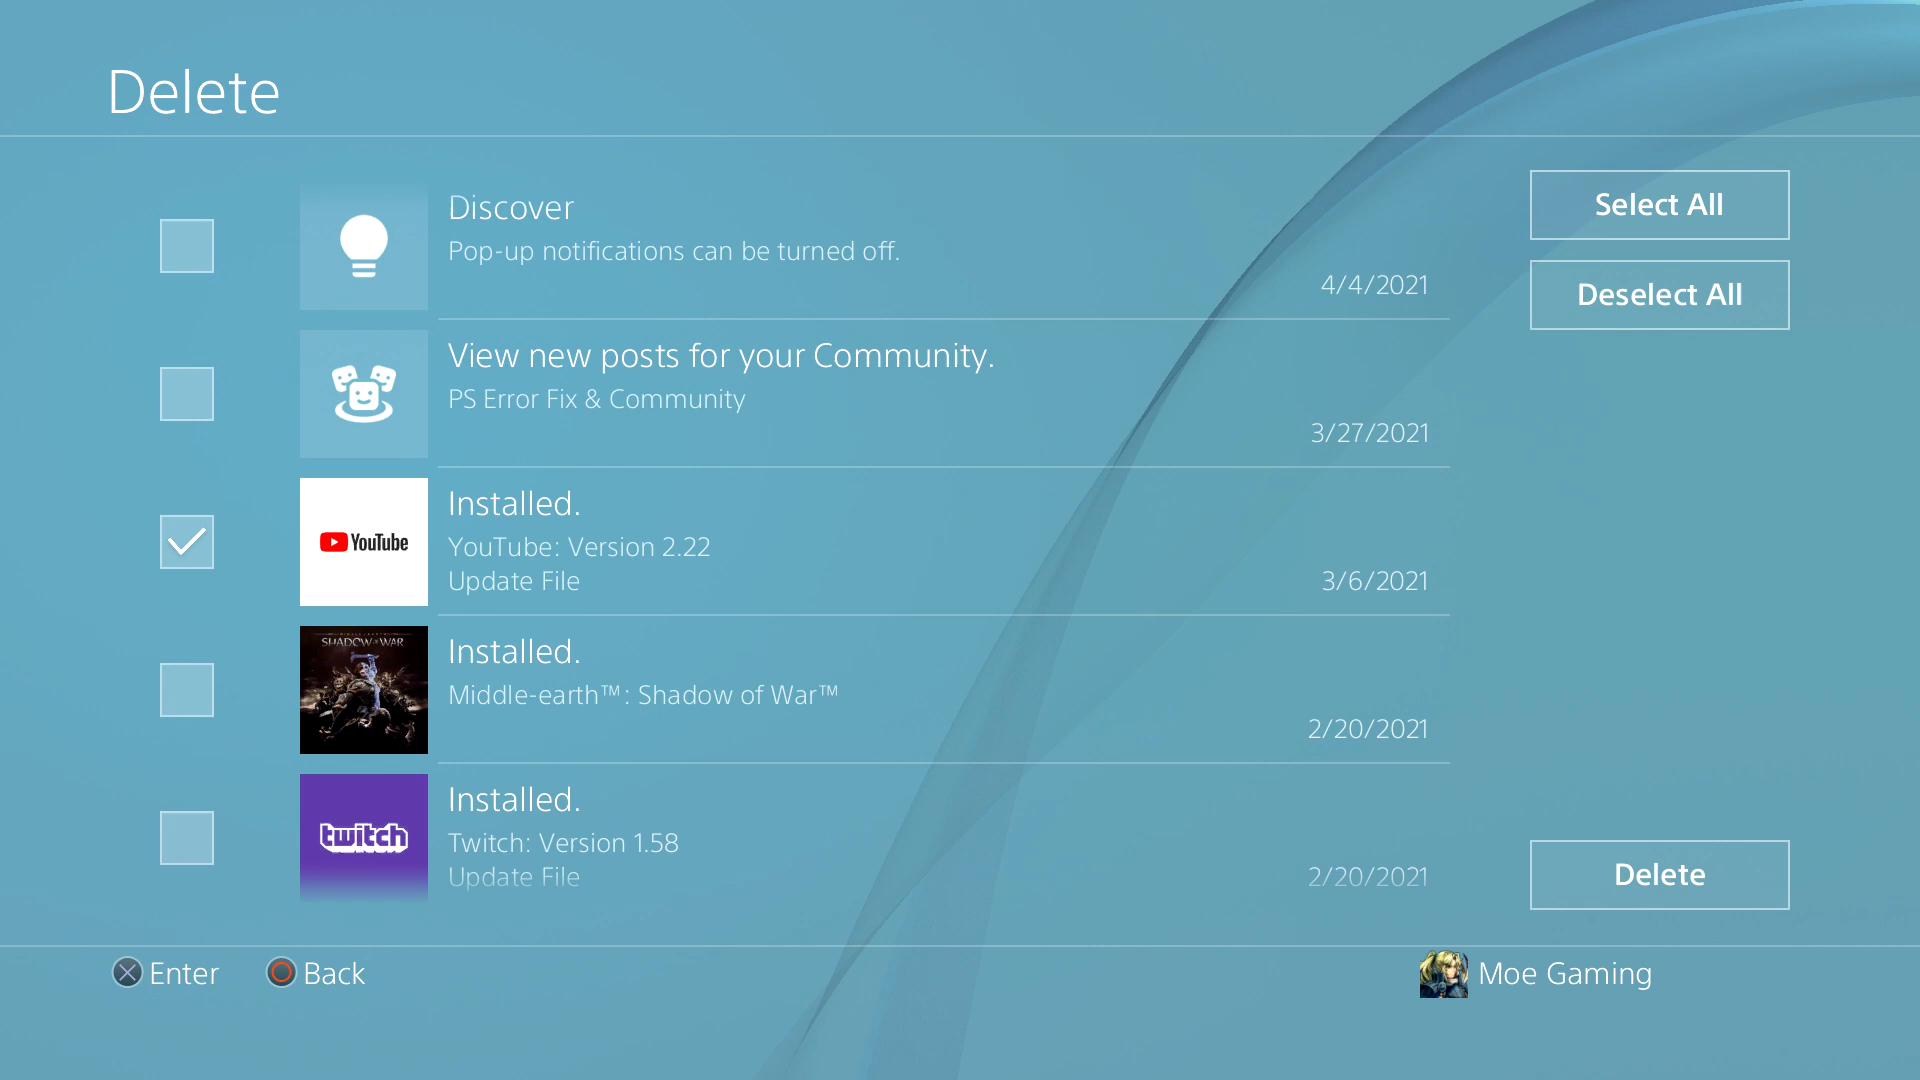 Delete
Discover
Pop-up notifications can be turned off.
4/4/2021
View new posts for your Community.
PS Error Fix & Community
3/27/2021
YouTube
Installed.
YouTube: Version 2.22
Update File
3/6/2021
SHADOW OF WAR
Installed.
Middle-earth™: Shadow of War™
2/20/2021
twitch
Installed.
Twitch: Version 1.58
Update File
2/20/2021
Select All
Deselect All
Delete
Enter
Back
Moe Gaming